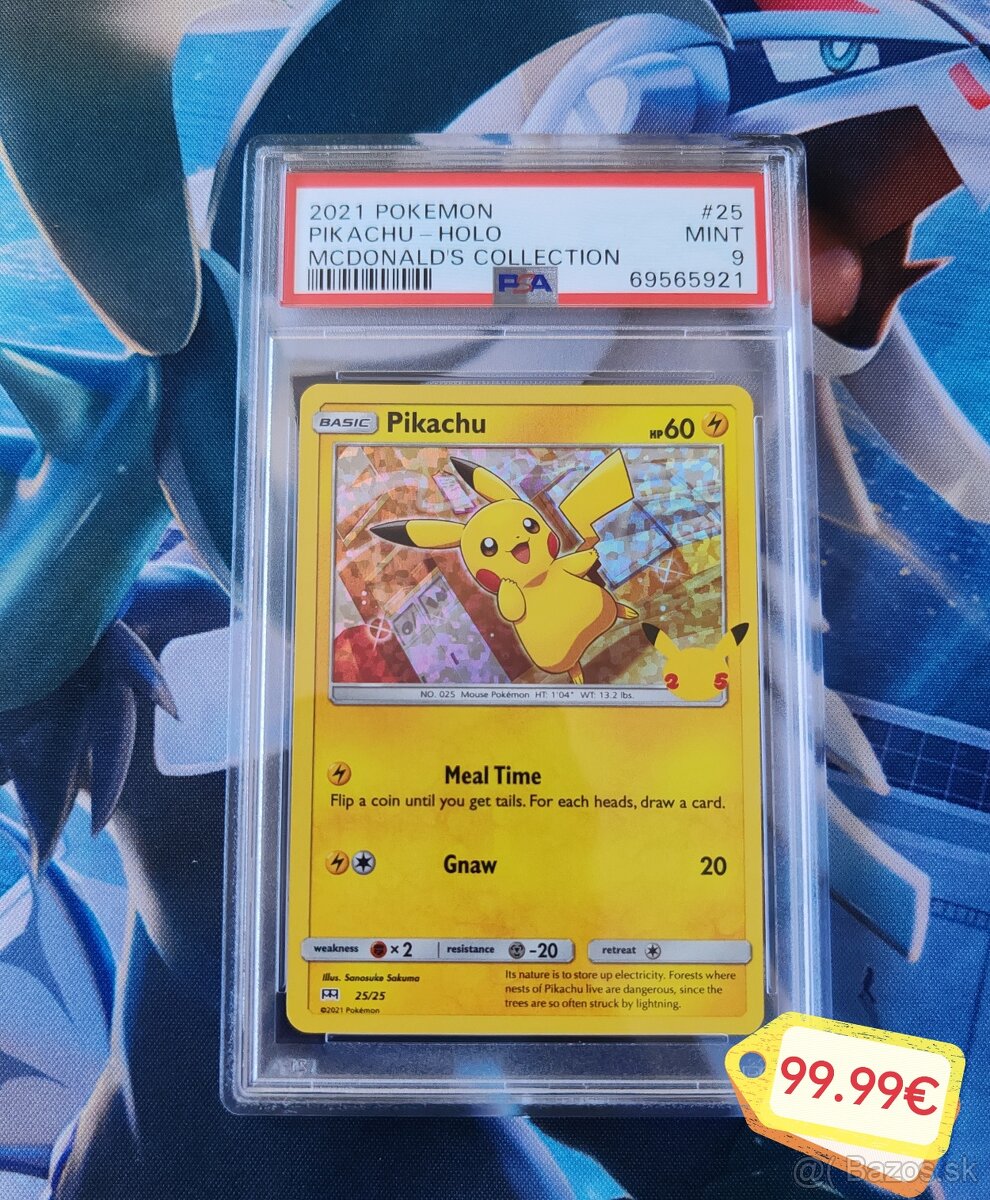 2021 POKEMON #25
PIKACHU - HOLO MINT
MCDONALD'S COLLECTION 9
PSA 69565921
BASIC Pikachu HP60
NO. 025 Mouse Pokémon HT: 1'04" WT: 13.2 lbs.
25
Meal Time
Flip a coin until you get tails. For each heads, draw a card.
Gnaw 20
weakness ×2 resistance -20 retreat
Illus. Sanosuke Sakuma
25/25
©2021 Pokémon
Its nature is to store up electricity. Forests where
nests of Pikachu live are dangerous, since the
trees are so often struck by lightning.
99.99€
Bazos.sk